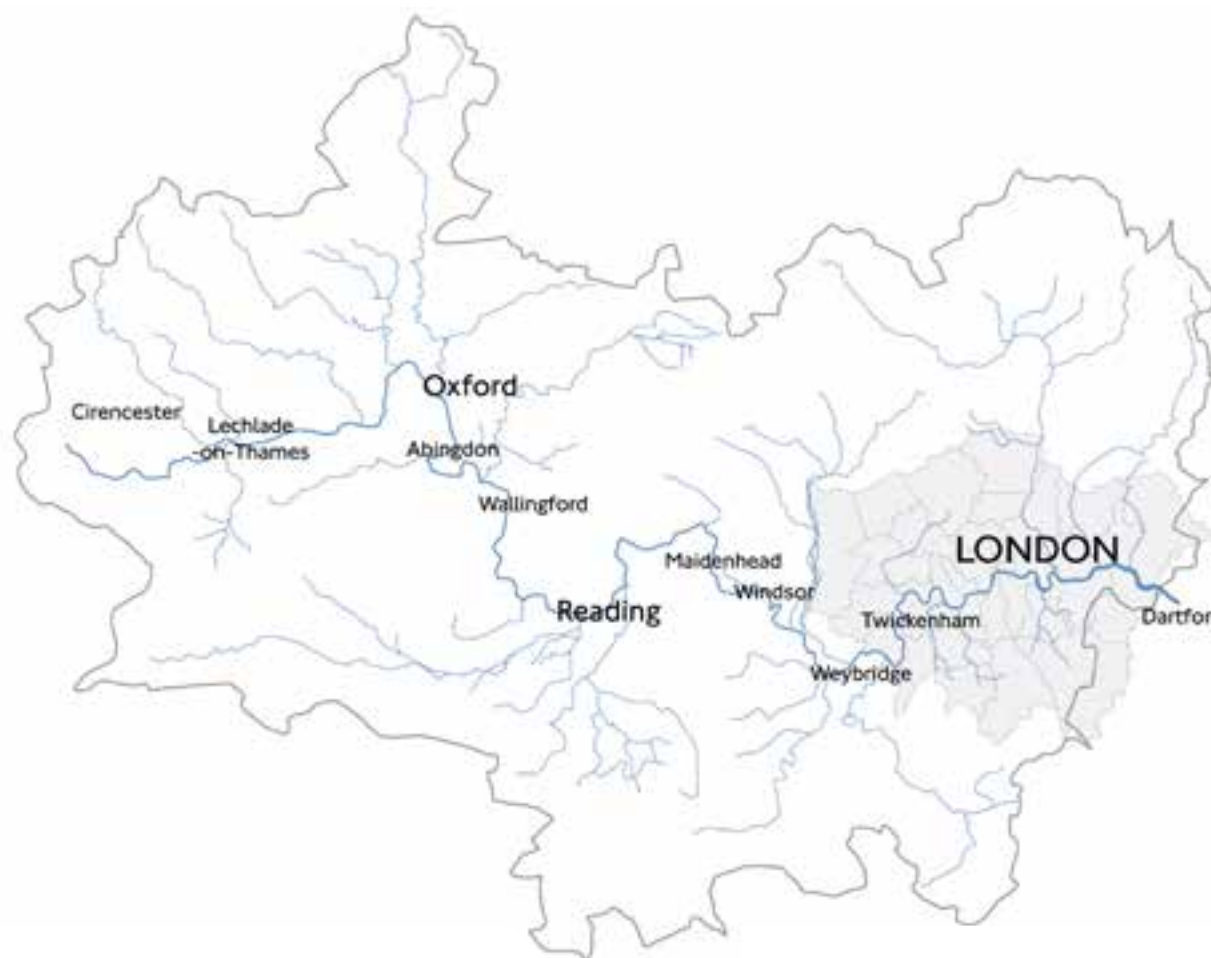 Oxford
Cirencester
Lechlade
-on-Thames
Abingdon
Wallingford
LONDON
Maidenhead
Windsor
Reading
Twickenham
Dartfor
Weybridge